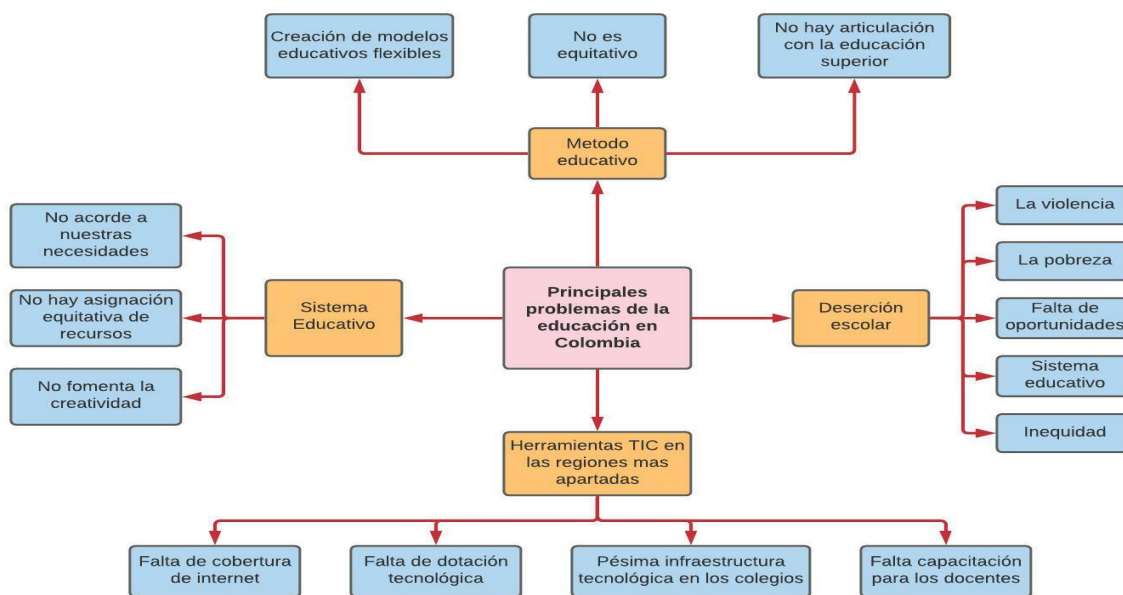 Creación de modelos
educativos flexibles
No es
equitativo
No hay articulación
con la educación
superior
Metodo
educativo
No acorde a
nuestras
necesidades
No hay asignación
equitativa de
recursos
No fomenta la
creatividad
Sistema
Educativo
Principales
problemas de la
educación en
Colombia
Deserción
escolar
La violencia
La pobreza
Falta de
oportunidades
Sistema
educativo
Inequidad
Herramientas TIC en
las regiones mas
apartadas
Falta de cobertura
de internet
Falta de dotación
tecnológica
Pésima infraestructura
tecnológica en los colegios
Falta capacitación
para los docentes